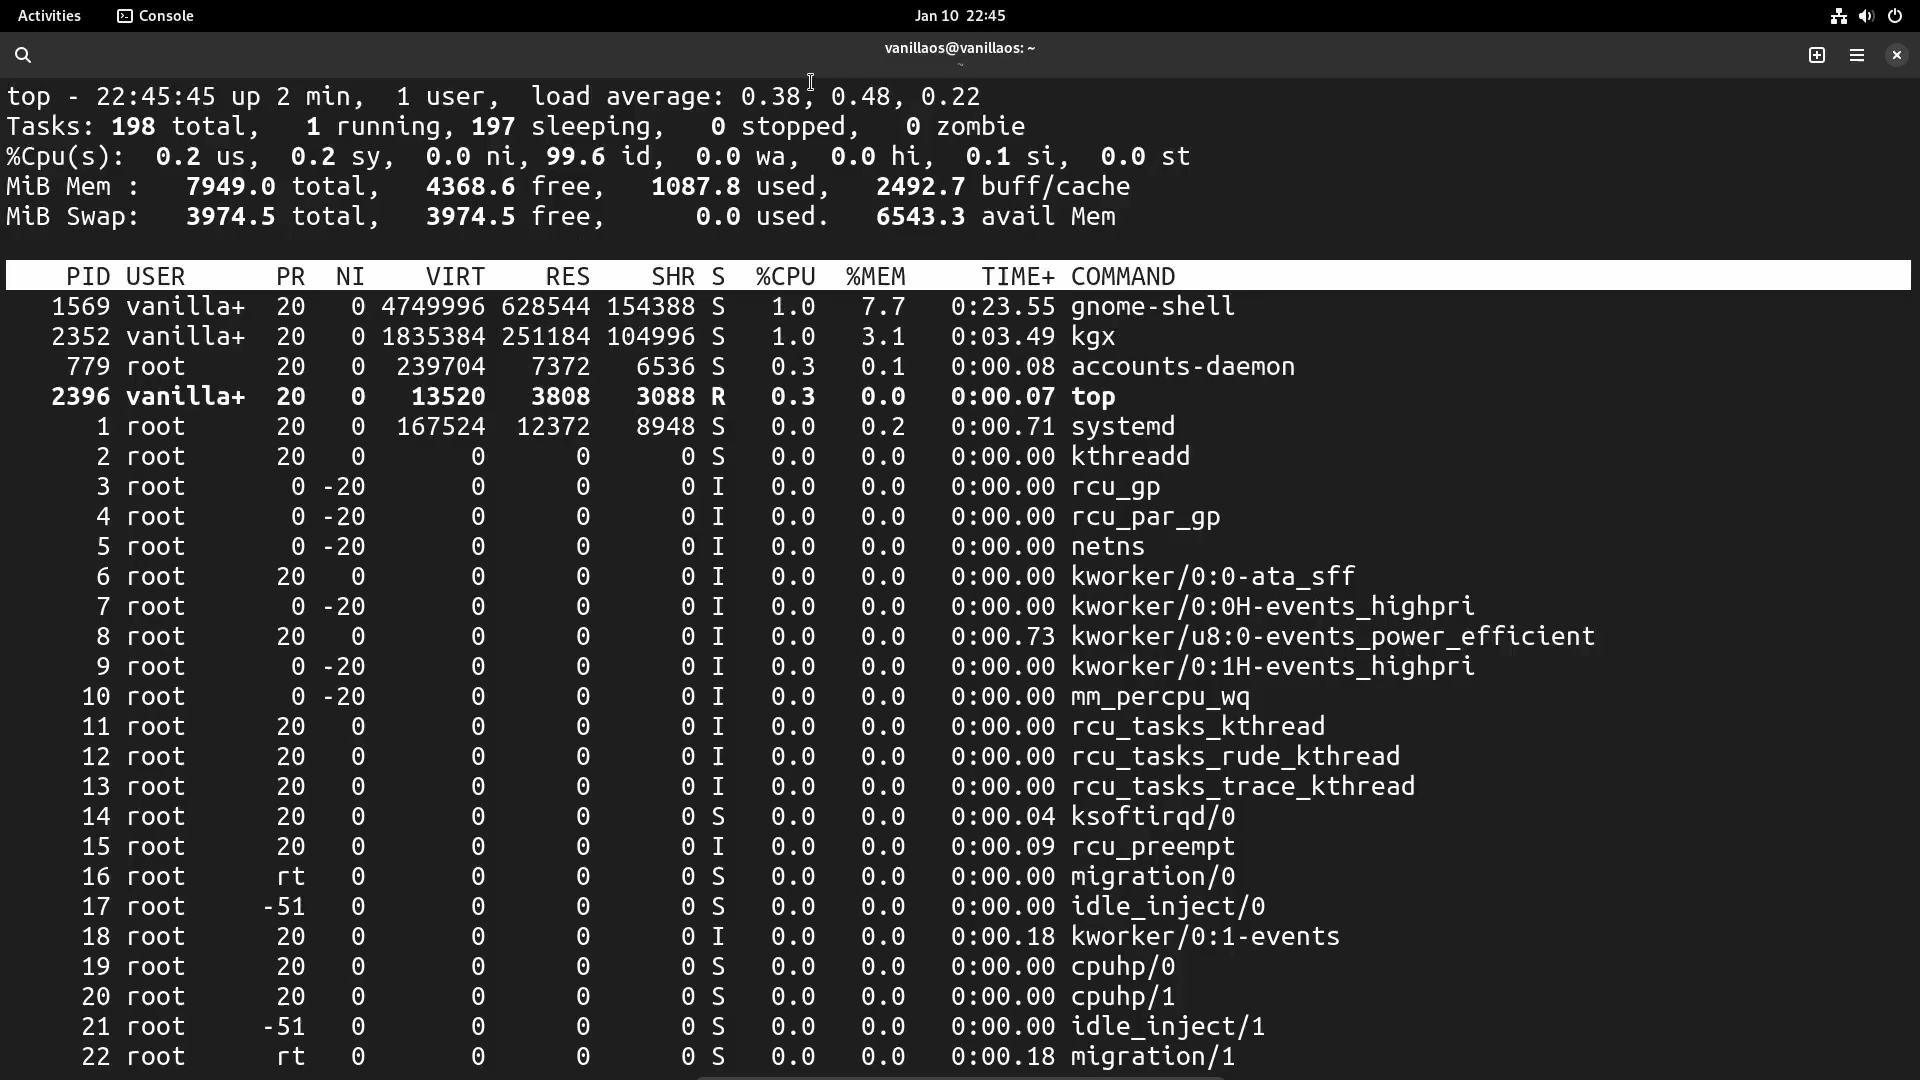 Activities Console Jan 10 22:45
vanillaos@vanillaos: ~
~
top - 22:45:45 up 2 min,  1 user,  load average: 0.38, 0.48, 0.22
Tasks: 198 total,   1 running, 197 sleeping,   0 stopped,   0 zombie
%Cpu(s):  0.2 us,  0.2 sy,  0.0 ni, 99.6 id,  0.0 wa,  0.0 hi,  0.1 si,  0.0 st
MiB Mem :   7949.0 total,   4368.6 free,   1087.8 used,   2492.7 buff/cache
MiB Swap:   3974.5 total,   3974.5 free,      0.0 used.   6543.3 avail Mem
PID USER      PR  NI    VIRT    RES    SHR S  %CPU  %MEM     TIME+ COMMAND
1569 vanilla+  20   0 4749996 628544 154388 S   1.0   7.7   0:23.55 gnome-shell
2352 vanilla+  20   0 1835384 251184 104996 S   1.0   3.1   0:03.49 kgx
779 root      20   0  239704   7372   6536 S   0.3   0.1   0:00.08 accounts-daemon
2396 vanilla+  20   0   13520   3808   3088 R   0.3   0.0   0:00.07 top
1 root      20   0  167524  12372   8948 S   0.0   0.2   0:00.71 systemd
2 root      20   0       0      0      0 S   0.0   0.0   0:00.00 kthreadd
3 root       0 -20       0      0      0 I   0.0   0.0   0:00.00 rcu_gp
4 root       0 -20       0      0      0 I   0.0   0.0   0:00.00 rcu_par_gp
5 root       0 -20       0      0      0 I   0.0   0.0   0:00.00 netns
6 root      20   0       0      0      0 I   0.0   0.0   0:00.00 kworker/0:0-ata_sff
7 root       0 -20       0      0      0 I   0.0   0.0   0:00.00 kworker/0:0H-events_highpri
8 root      20   0       0      0      0 I   0.0   0.0   0:00.73 kworker/u8:0-events_power_efficient
9 root       0 -20       0      0      0 I   0.0   0.0   0:00.00 kworker/0:1H-events_highpri
10 root       0 -20       0      0      0 I   0.0   0.0   0:00.00 mm_percpu_wq
11 root      20   0       0      0      0 I   0.0   0.0   0:00.00 rcu_tasks_kthread
12 root      20   0       0      0      0 I   0.0   0.0   0:00.00 rcu_tasks_rude_kthread
13 root      20   0       0      0      0 I   0.0   0.0   0:00.00 rcu_tasks_trace_kthread
14 root      20   0       0      0      0 S   0.0   0.0   0:00.04 ksoftirqd/0
15 root      20   0       0      0      0 I   0.0   0.0   0:00.09 rcu_preempt
16 root      rt   0       0      0      0 S   0.0   0.0   0:00.00 migration/0
17 root     -51   0       0      0      0 S   0.0   0.0   0:00.00 idle_inject/0
18 root      20   0       0      0      0 I   0.0   0.0   0:00.18 kworker/0:1-events
19 root      20   0       0      0      0 S   0.0   0.0   0:00.00 cpuhp/0
20 root      20   0       0      0      0 S   0.0   0.0   0:00.00 cpuhp/1
21 root     -51   0       0      0      0 S   0.0   0.0   0:00.00 idle_inject/1
22 root      rt   0       0      0      0 S   0.0   0.0   0:00.18 migration/1